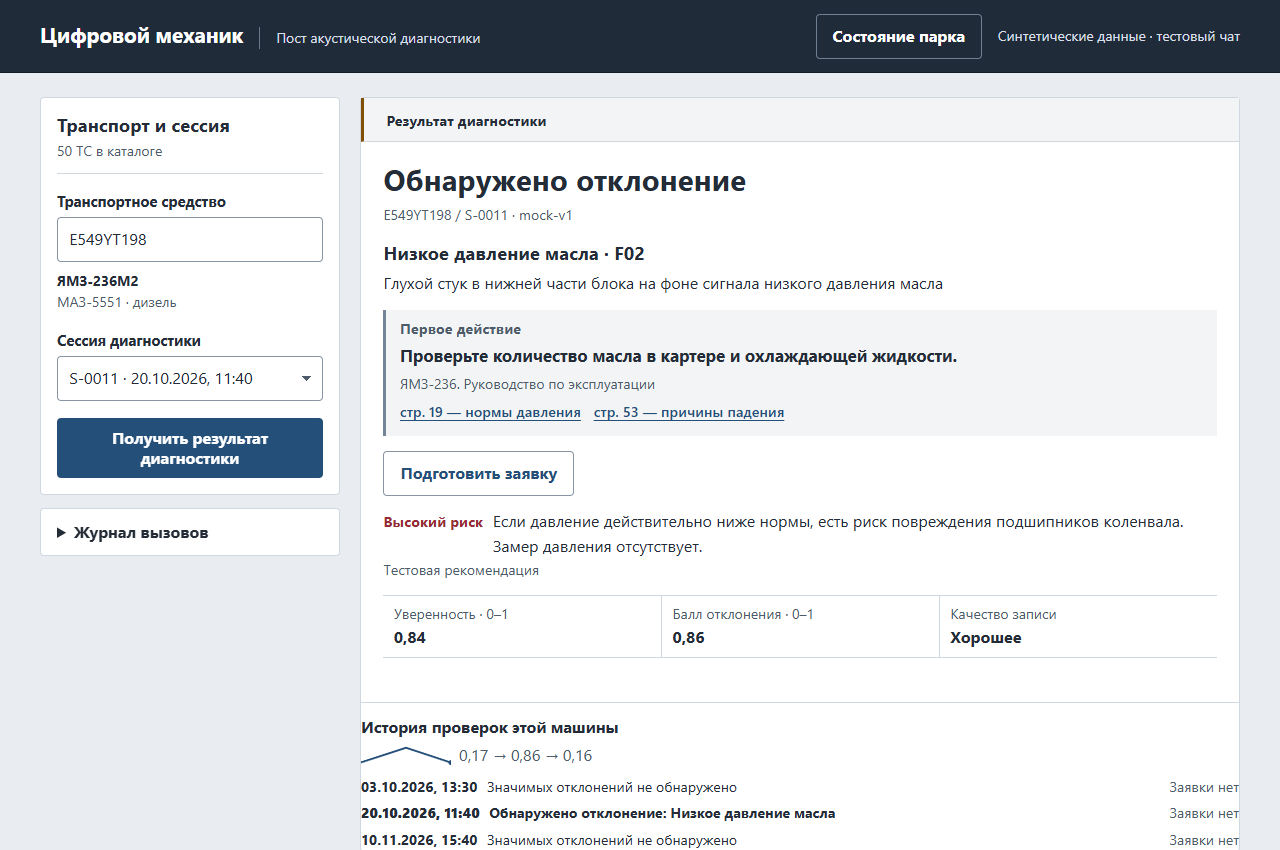 Цифровой механик
Пост акустической диагностики
Состояние парка
Синтетические данные · тестовый чат
Транспорт и сессия
50 ТС в каталоге
Транспортное средство
E549YT198
ЯМЗ-236М2
МАЗ-5551 · дизель
Сессия диагностики
S-0011 · 20.10.2026, 11:40
Получить результат
диагностики
Журнал вызовов
Результат диагностики
Обнаружено отклонение
E549YT198 / S-0011 · mock-v1
Низкое давление масла · F02
Глухой стук в нижней части блока на фоне сигнала низкого давления масла
Первое действие
Проверьте количество масла в картере и охлаждающей жидкости.
ЯМЗ-236. Руководство по эксплуатации
стр. 19 — нормы давления стр. 53 — причины падения
Подготовить заявку
Высокий риск Если давление действительно ниже нормы, есть риск повреждения подшипников коленвала.
Замер давления отсутствует.
Тестовая рекомендация
Уверенность · 0–1
0,84
Балл отклонения · 0–1
0,86
Качество записи
Хорошее
История проверок этой машины
0,17 → 0,86 → 0,16
03.10.2026, 13:30 Значимых отклонений не обнаружено Заявки нет
20.10.2026, 11:40 Обнаружено отклонение: Низкое давление масла Заявки нет
10.11.2026, 15:40 Значимых отклонений не обнаружено Заявки нет